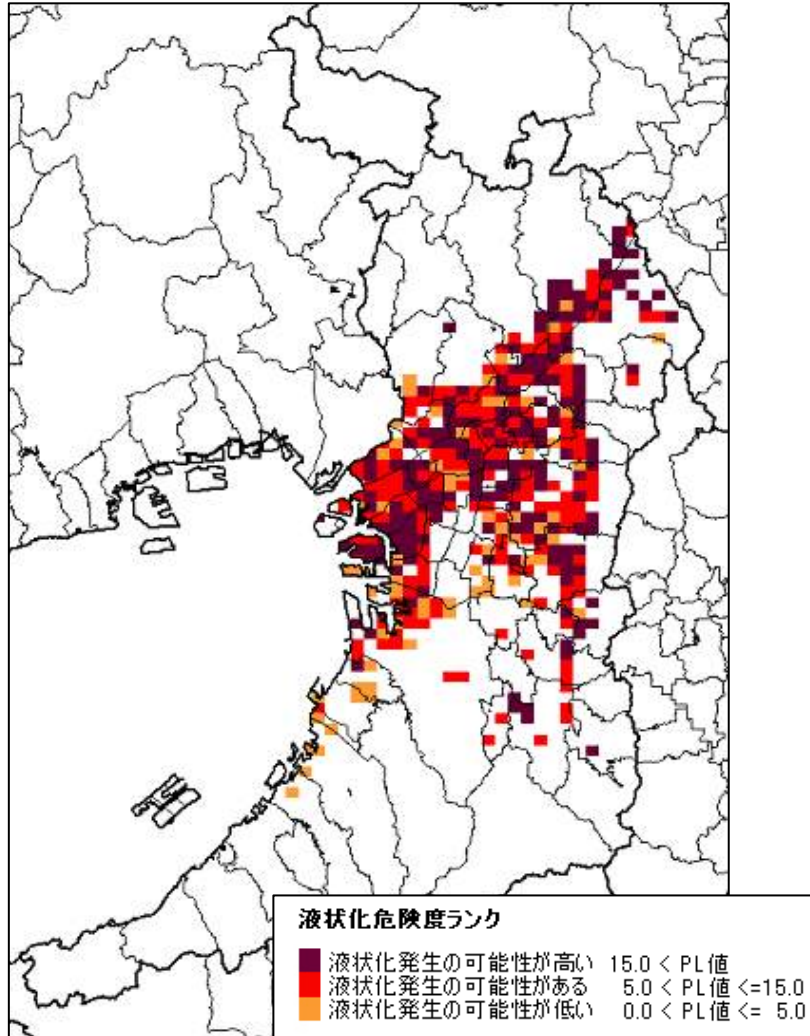 液状化危険度ランク
液状化発生の可能性が高い 15.0 < PL値
液状化発生の可能性がある 5.0 < PL値 <=15.0
液状化発生の可能性が低い 0.0 < PL値 <= 5.0